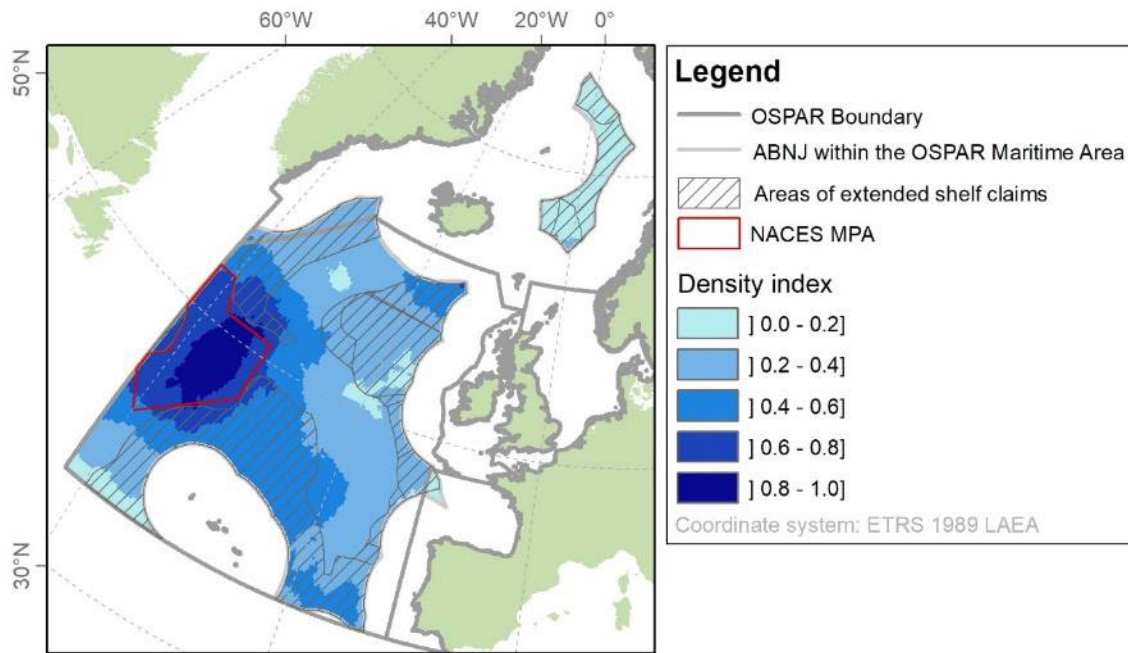 60°W 40°W 20°W 0°
50°N
30°N
Legend
OSPAR Boundary
ABNJ within the OSPAR Maritime Area
Areas of extended shelf claims
NACES MPA
Density index
] 0.0 - 0.2]
] 0.2 - 0.4]
] 0.4 - 0.6]
] 0.6 - 0.8]
] 0.8 - 1.0]
Coordinate system: ETRS 1989 LAEA